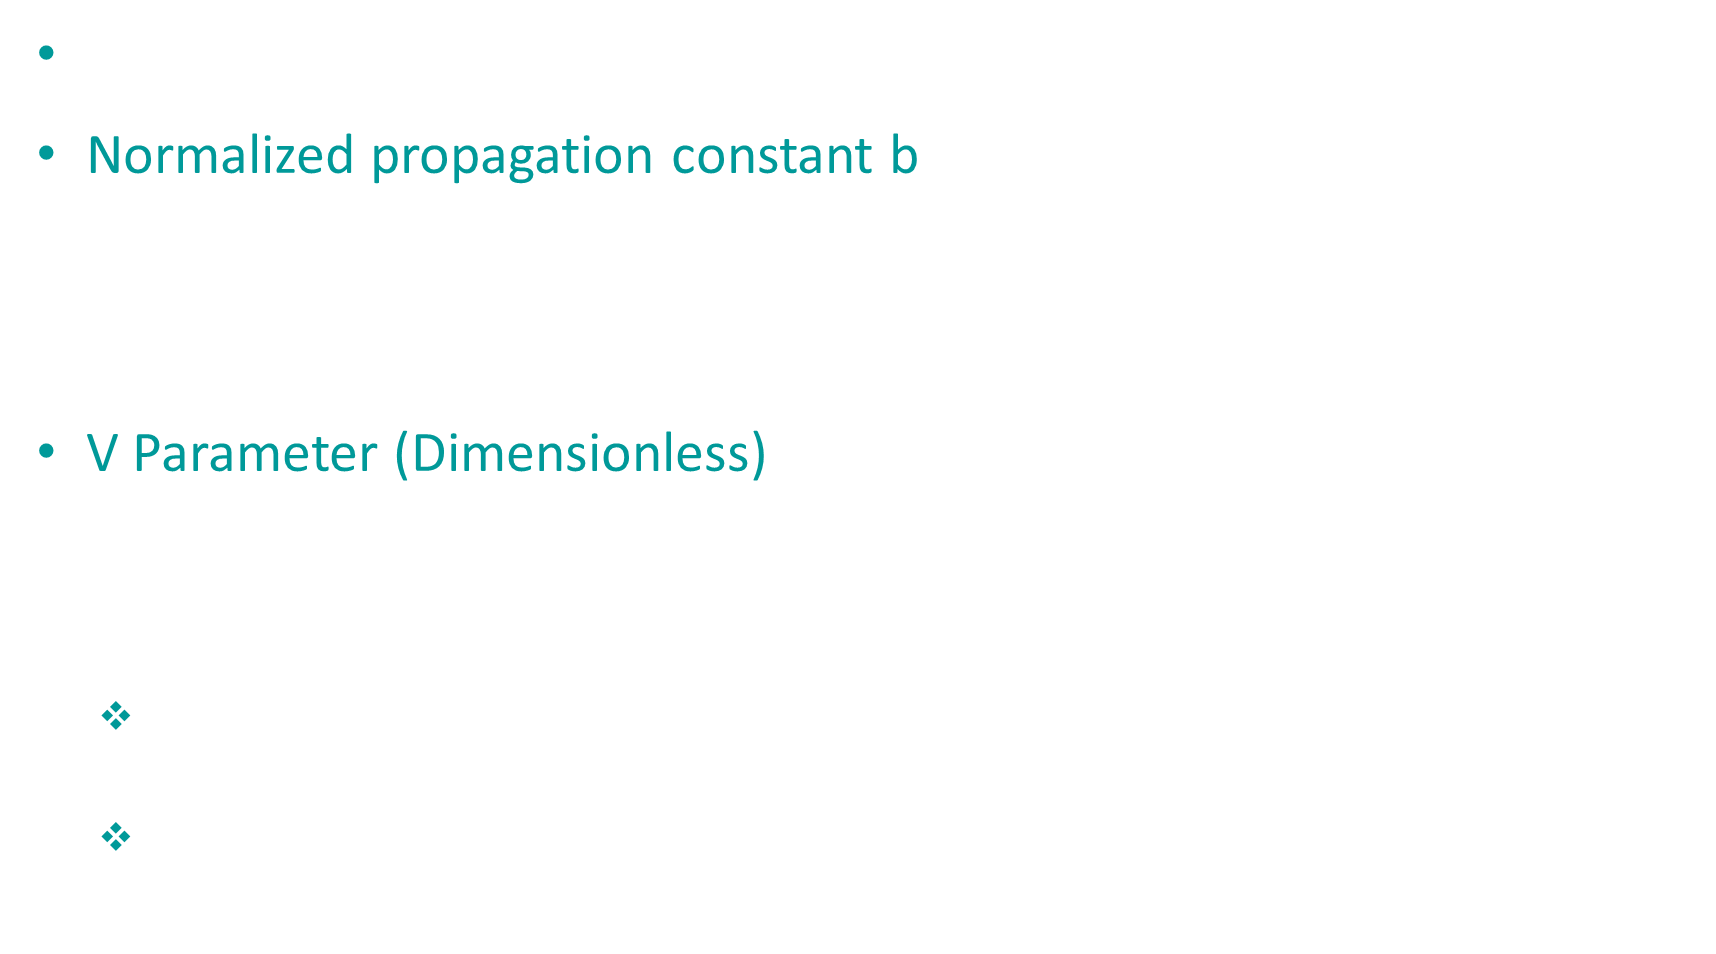 •
• Normalized propagation constant b
• V Parameter (Dimensionless)
❖
❖